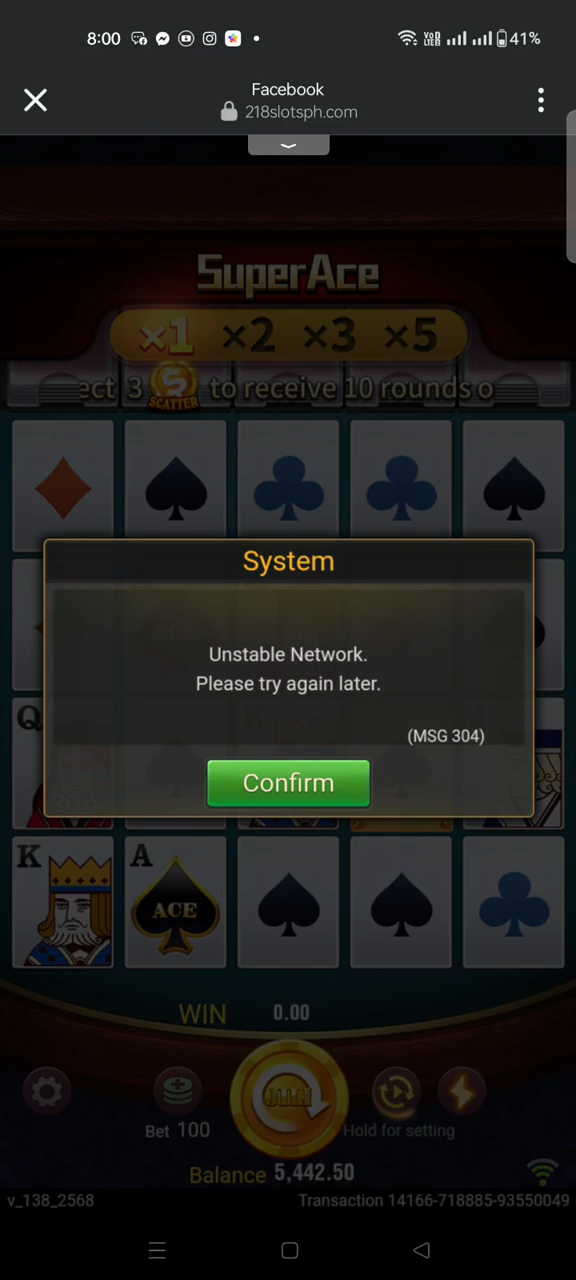 8:00
VoD
LTE
41%
Facebook
218slotsph.com
SuperAce
×1 ×2 ×3 ×5
ect 3 SCATTER to receive 10 rounds o
System
Unstable Network.
Please try again later.
(MSG 304)
Confirm
Q
K
K
A
ACE
WIN 0.00
Bet 100
Hold for setting
Balance 5,442.50
v_138_2568
Transaction 14166-718885-93550049